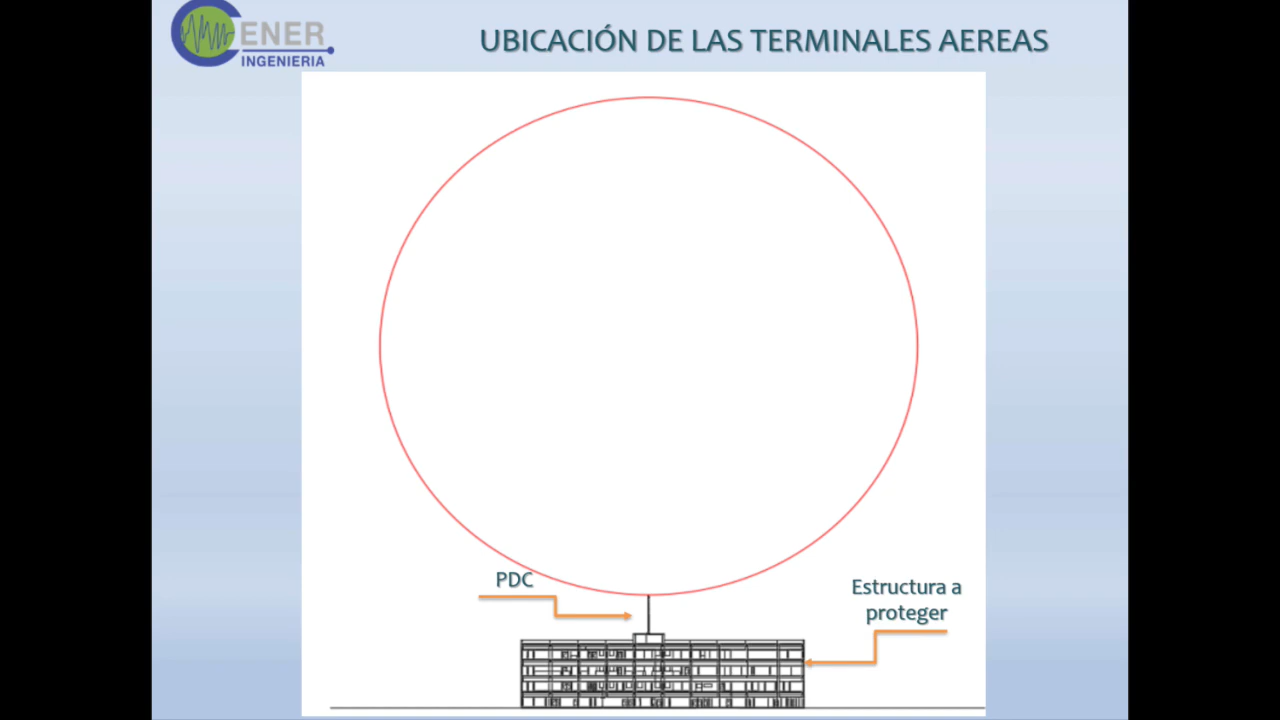 ENER
INGENIERIA
UBICACIÓN DE LAS TERMINALES AEREAS
PDC
Estructura a
proteger